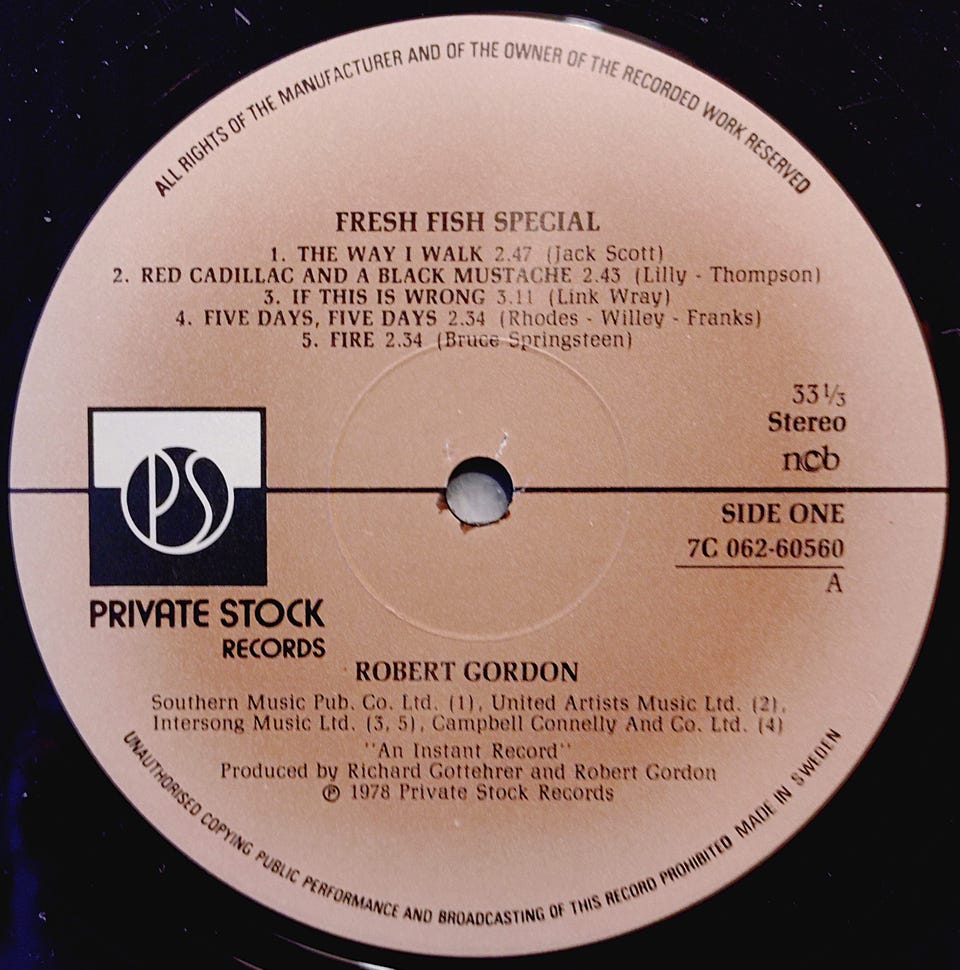 ALL RIGHTS OF THE MANUFACTURER AND OF THE OWNER OF THE RECORDED WORK RESERVED
FRESH FISH SPECIAL
1. THE WAY I WALK 2.47 (Jack Scott)
2. RED CADILLAC AND A BLACK MUSTACHE 2.43 (Lilly - Thompson)
3. IF THIS IS WRONG 3.11 (Link Wray)
4. FIVE DAYS, FIVE DAYS 2.34 (Rhodes - Willey - Franks)
5. FIRE 2.34 (Bruce Springsteen)
33 1/3
Stereo
ncb
PS
SIDE ONE
7C 062-60560
A
PRIVATE STOCK
RECORDS
ROBERT GORDON
Southern Music Pub. Co. Ltd. (1), United Artists Music Ltd. (2),
Intersong Music Ltd. (3, 5), Campbell Connelly And Co. Ltd. (4)
"An Instant Record"
Produced by Richard Gottehrer and Robert Gordon
℗ 1978 Private Stock Records
UNAUTHORISED COPYING PUBLIC PERFORMANCE AND BROADCASTING OF THIS RECORD PROHIBITED MADE IN SWEDEN